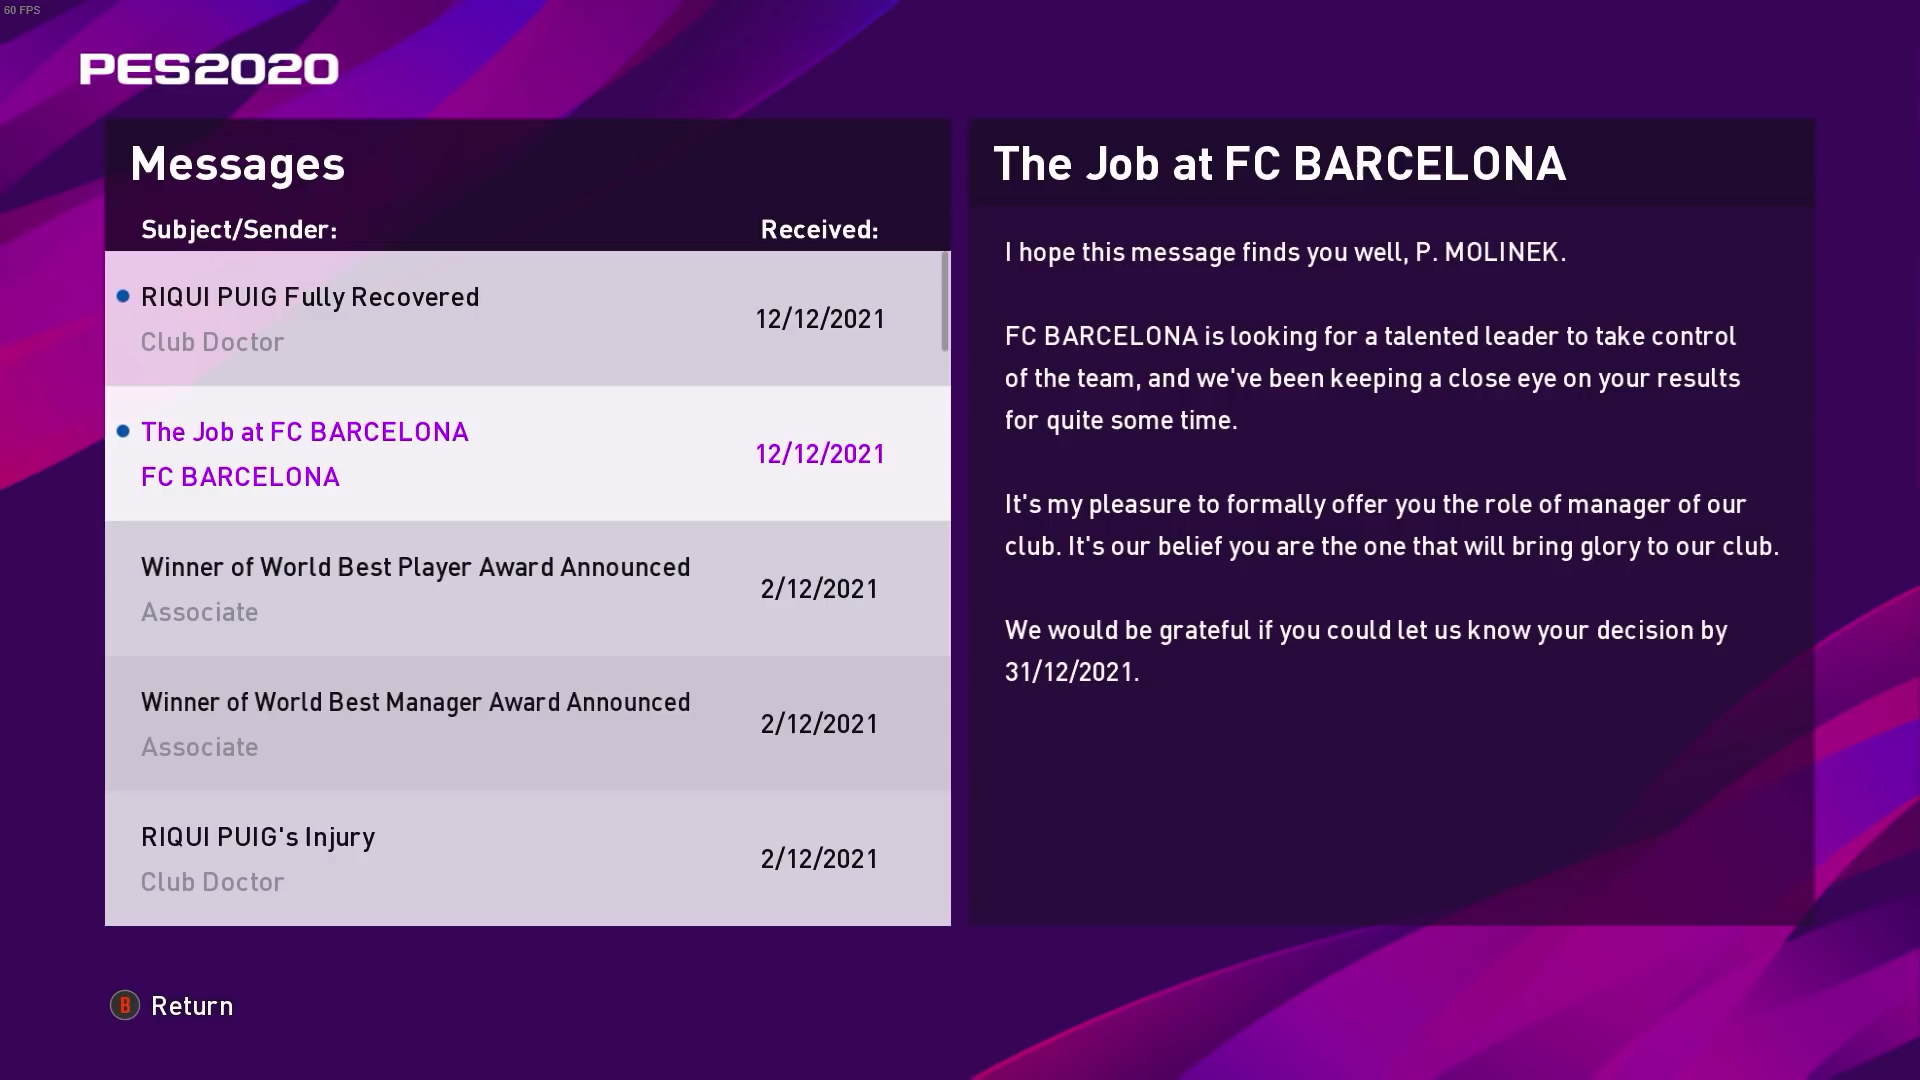 60 FPS
PES2020
Messages
Subject/Sender:
Received:
RIQUI PUIG Fully Recovered
Club Doctor
12/12/2021
The Job at FC BARCELONA
FC BARCELONA
12/12/2021
Winner of World Best Player Award Announced
Associate
2/12/2021
Winner of World Best Manager Award Announced
Associate
2/12/2021
RIQUI PUIG's Injury
Club Doctor
2/12/2021
The Job at FC BARCELONA
I hope this message finds you well, P. MOLINEK.
FC BARCELONA is looking for a talented leader to take control
of the team, and we've been keeping a close eye on your results
for quite some time.
It's my pleasure to formally offer you the role of manager of our
club. It's our belief you are the one that will bring glory to our club.
We would be grateful if you could let us know your decision by
31/12/2021.
B Return